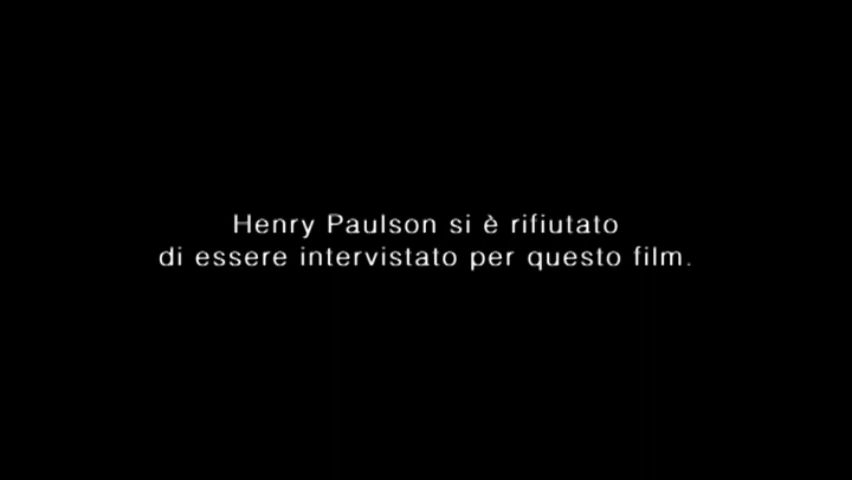 Henry Paulson si è rifiutato
di essere intervistato per questo film.